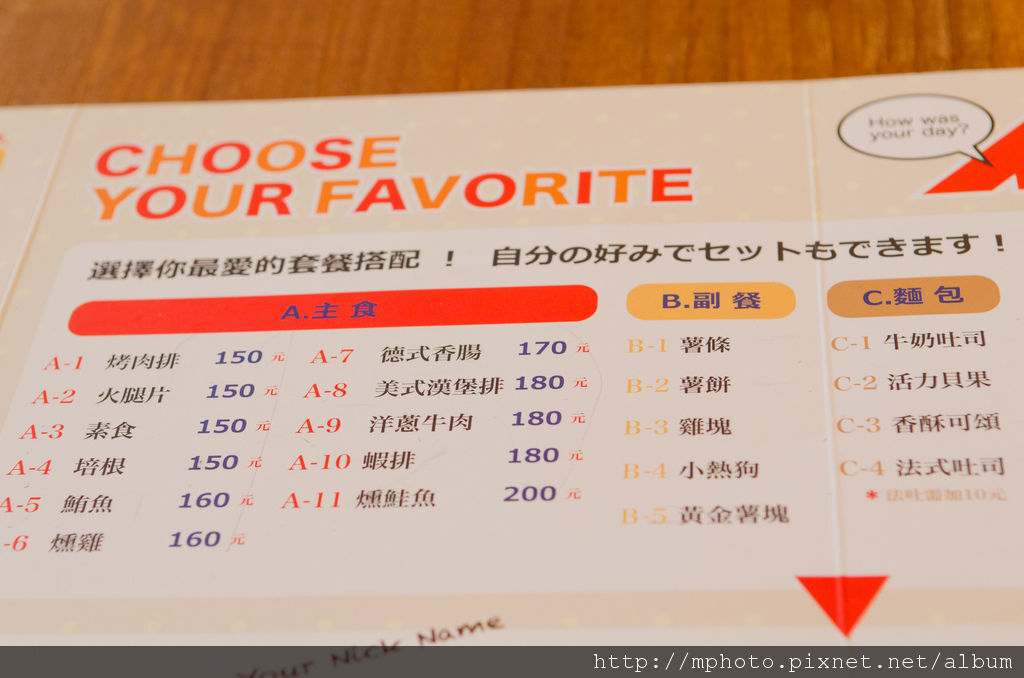 How was
your day?
CHOOSE
YOUR FAVORITE
選擇你最愛的套餐搭配 ！ 自分の好みでセットもできます！
A.主 食
A-1 烤肉排 150 元
A-2 火腿片 150 元
A-3 素食 150 元
A-4 培根 150 元
A-5 鮪魚 160 元
-6 燻雞 160 元
A-7 德式香腸 170 元
A-8 美式漢堡排 180 元
A-9 洋蔥牛肉 180 元
A-10 蝦排 180 元
A-11 燻鮭魚 200 元
B.副 餐
B-1 薯條
B-2 薯餅
B-3 雞塊
B-4 小熱狗
B-5 黃金薯塊
C.麵 包
C-1 牛奶吐司
C-2 活力貝果
C-3 香酥可頌
C-4 法式吐司
* 法吐需加10元
Your Nick Name
http://mphoto.pixnet.net/album